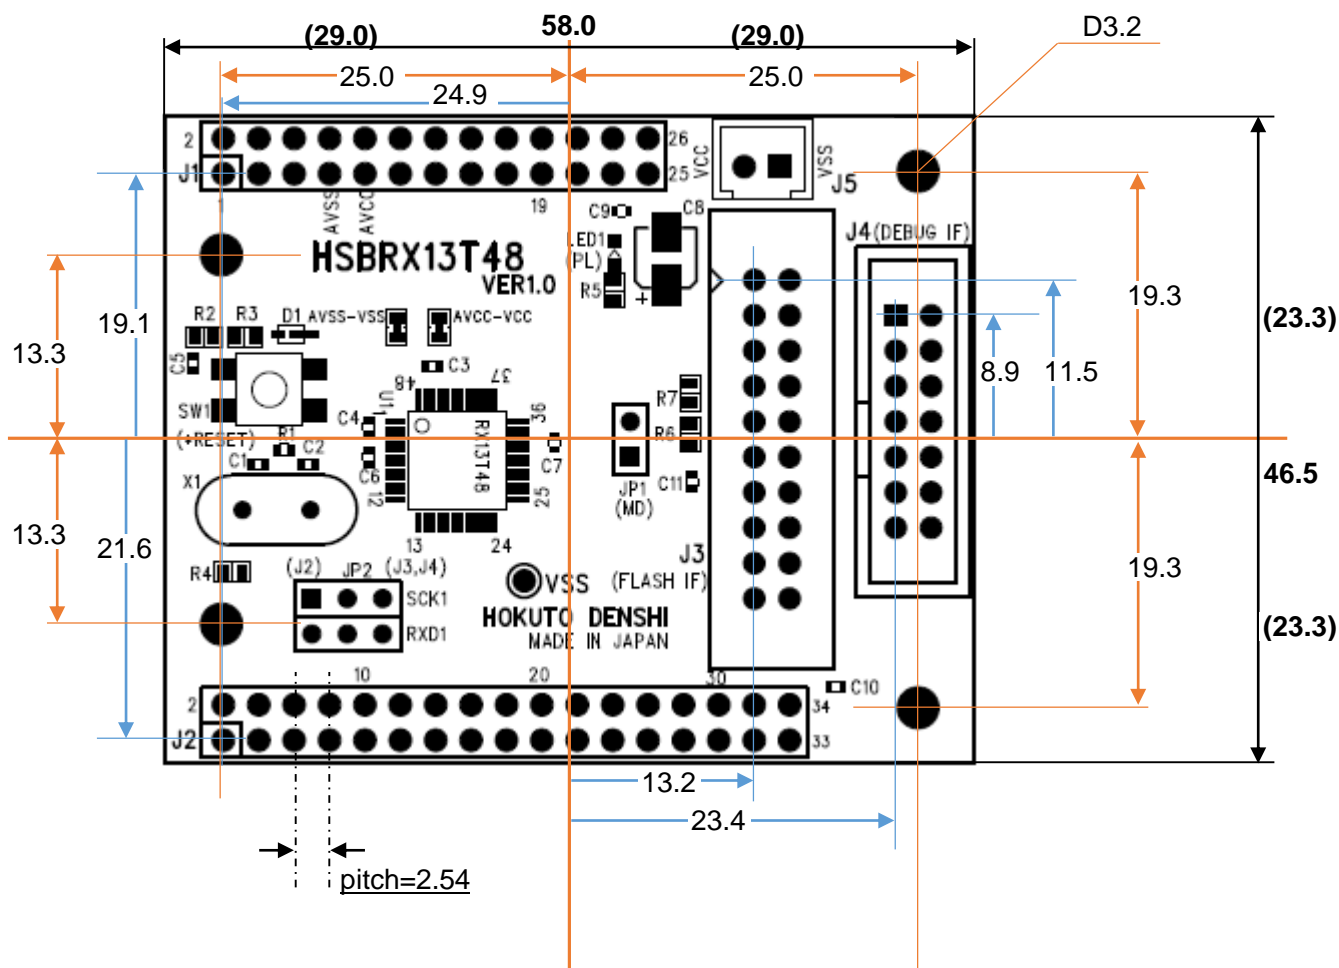 58.0
(29.0)
(29.0)
D3.2
25.0
25.0
24.9
2
26
J1
25
1
19
AVSS
AVCC
VCC
VSS
J5
C9
C8
J4(DEBUG IF)
HSBRX13T48
VER1.0
LED1
(PL)
R5
+
19.1
19.3
(23.3)
13.3
8.9
11.5
R2
R3
D1
AVSS-VSS
AVCC-VCC
C5
C3
48
37
SW1
(+RESET)
U1
1
36
C4
R7
R6
R1
C1
C2
C6
RX13T48
C7
X1
12
25
13
24
JP1
(MD)
C11
46.5
13.3
21.6
19.3
J3
(FLASH IF)
R4
(J2)
JP2
(J3,J4)
VSS
SCK1
RXD1
HOKUTO DENSHI
MADE IN JAPAN
(23.3)
10
20
30
2
34
C10
J2
33
13.2
23.4
pitch=2.54